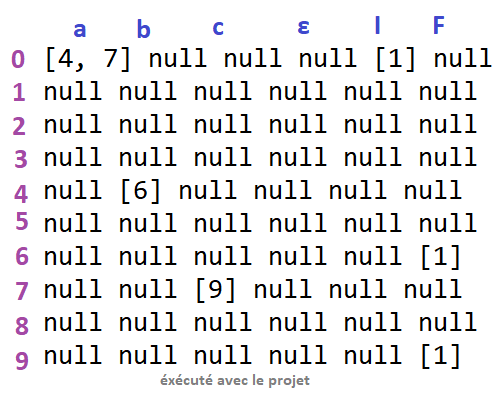 a b c ε I F
0 [4, 7] null null null [1] null
1 null null null null null null
2 null null null null null null
3 null null null null null null
4 null [6] null null null null
5 null null null null null null
6 null null null null null [1]
7 null null [9] null null null
8 null null null null null null
9 null null null null null [1]
éxécuté avec le projet